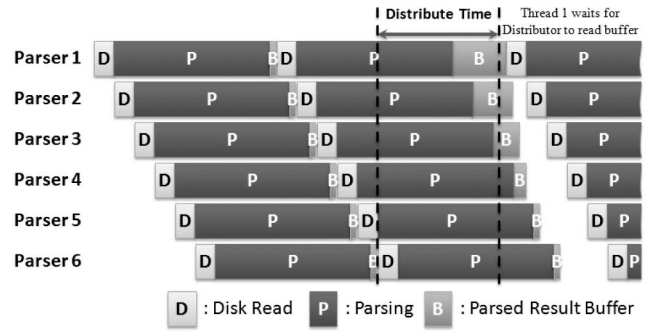 Distribute Time
Thread 1 waits for
Distributor to read buffer
Parser 1 D P B D P B D P
Parser 2 D P B D P B D P
Parser 3 D P B D P B D P
Parser 4 D P B D P B D P
Parser 5 D P B D P B D P
Parser 6 D P B D P B D P
D : Disk Read P : Parsing B : Parsed Result Buffer